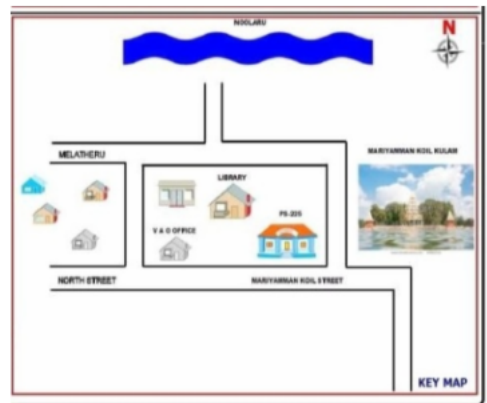 NOOLARU
N
MARIYAMMAN KOIL KULAM
MELATHERU
LIBRARY
PS-205
V A O OFFICE
NORTH STREET
MARIYAMMAN KOIL STREET
KEY MAP